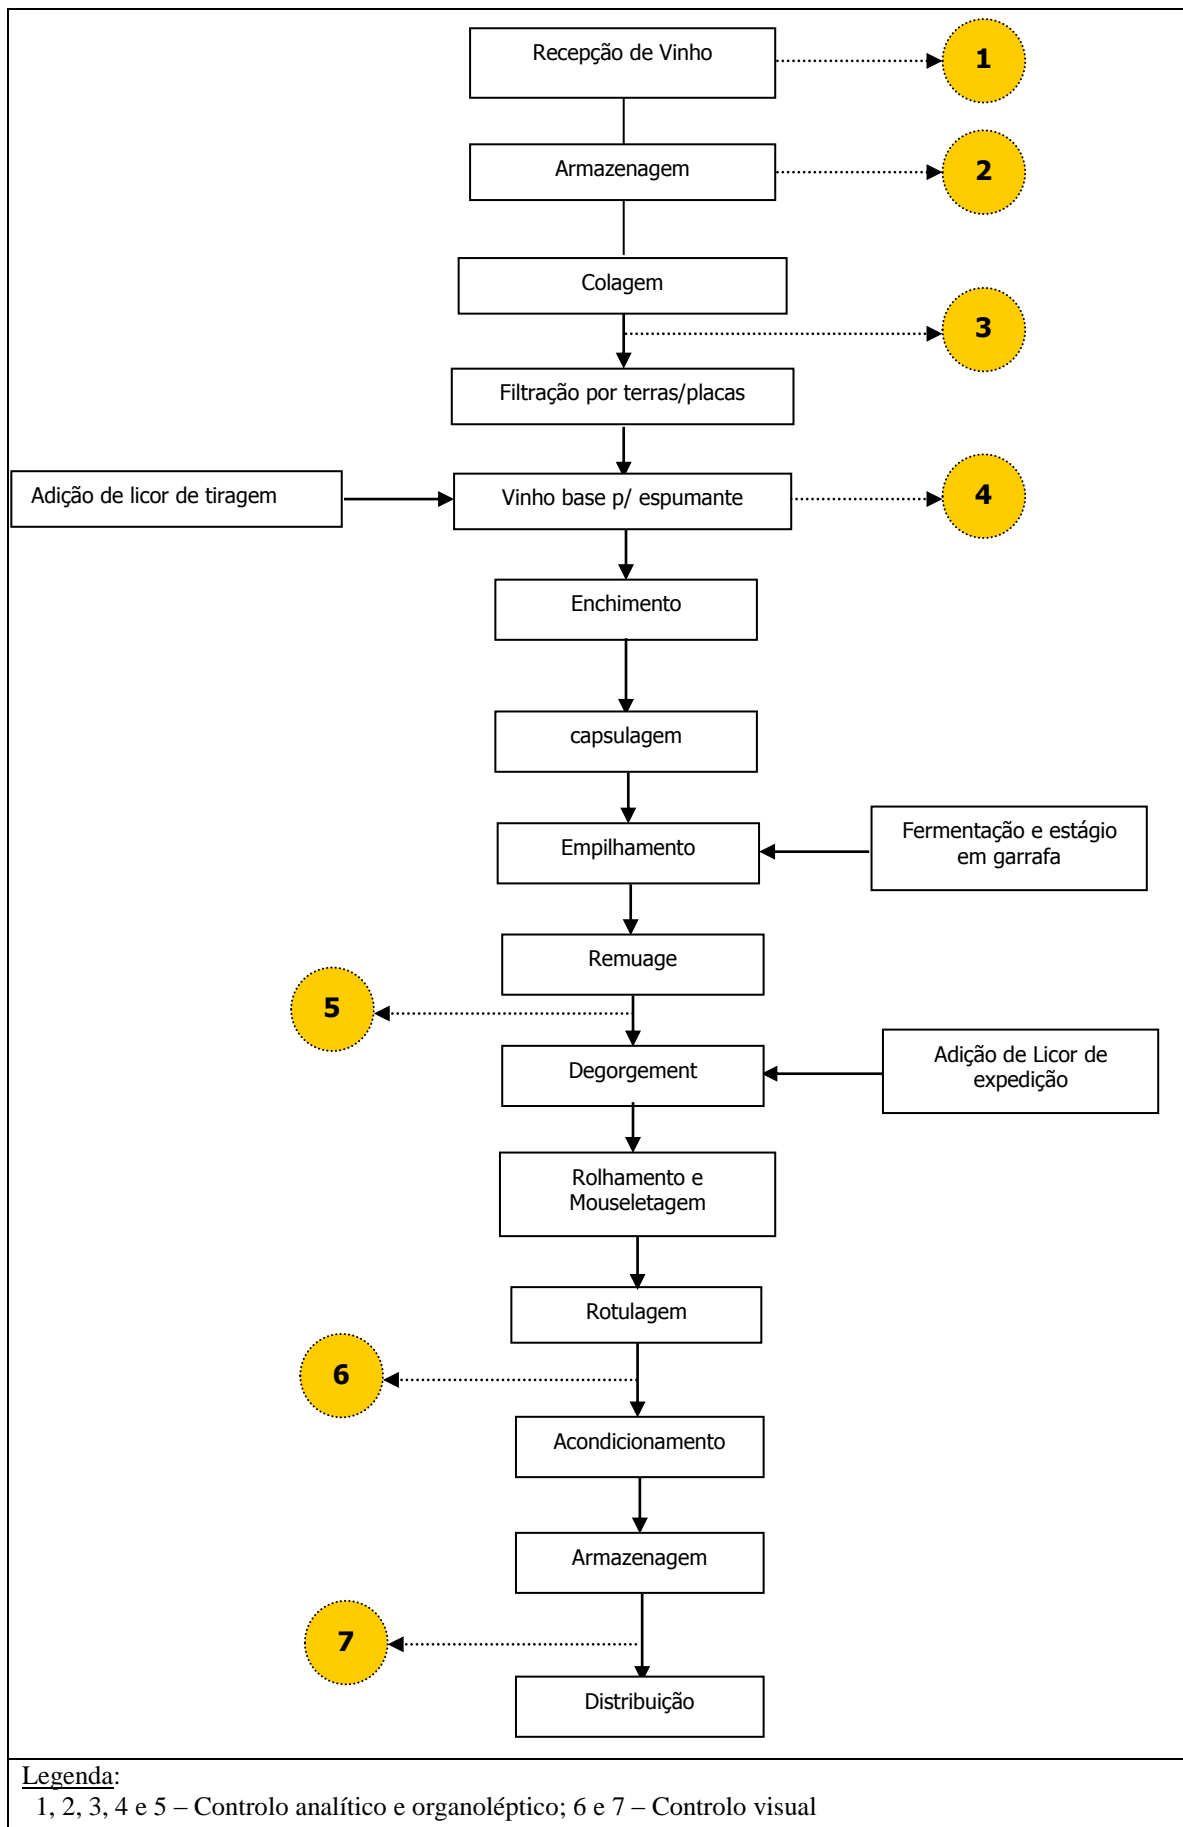 Recepção de Vinho
1
Armazenagem
2
Colagem
3
Filtração por terras/placas
Adição de licor de tiragem
Vinho base p/ espumante
4
Enchimento
capsulagem
Empilhamento
Fermentação e estágio
em garrafa
Remuage
5
Degorgement
Adição de Licor de
expedição
Rolhamento e
Mouseletagem
Rotulagem
6
Acondicionamento
Armazenagem
7
Distribuição
Legenda:
1, 2, 3, 4 e 5 – Controlo analítico e organoléptico; 6 e 7 – Controlo visual